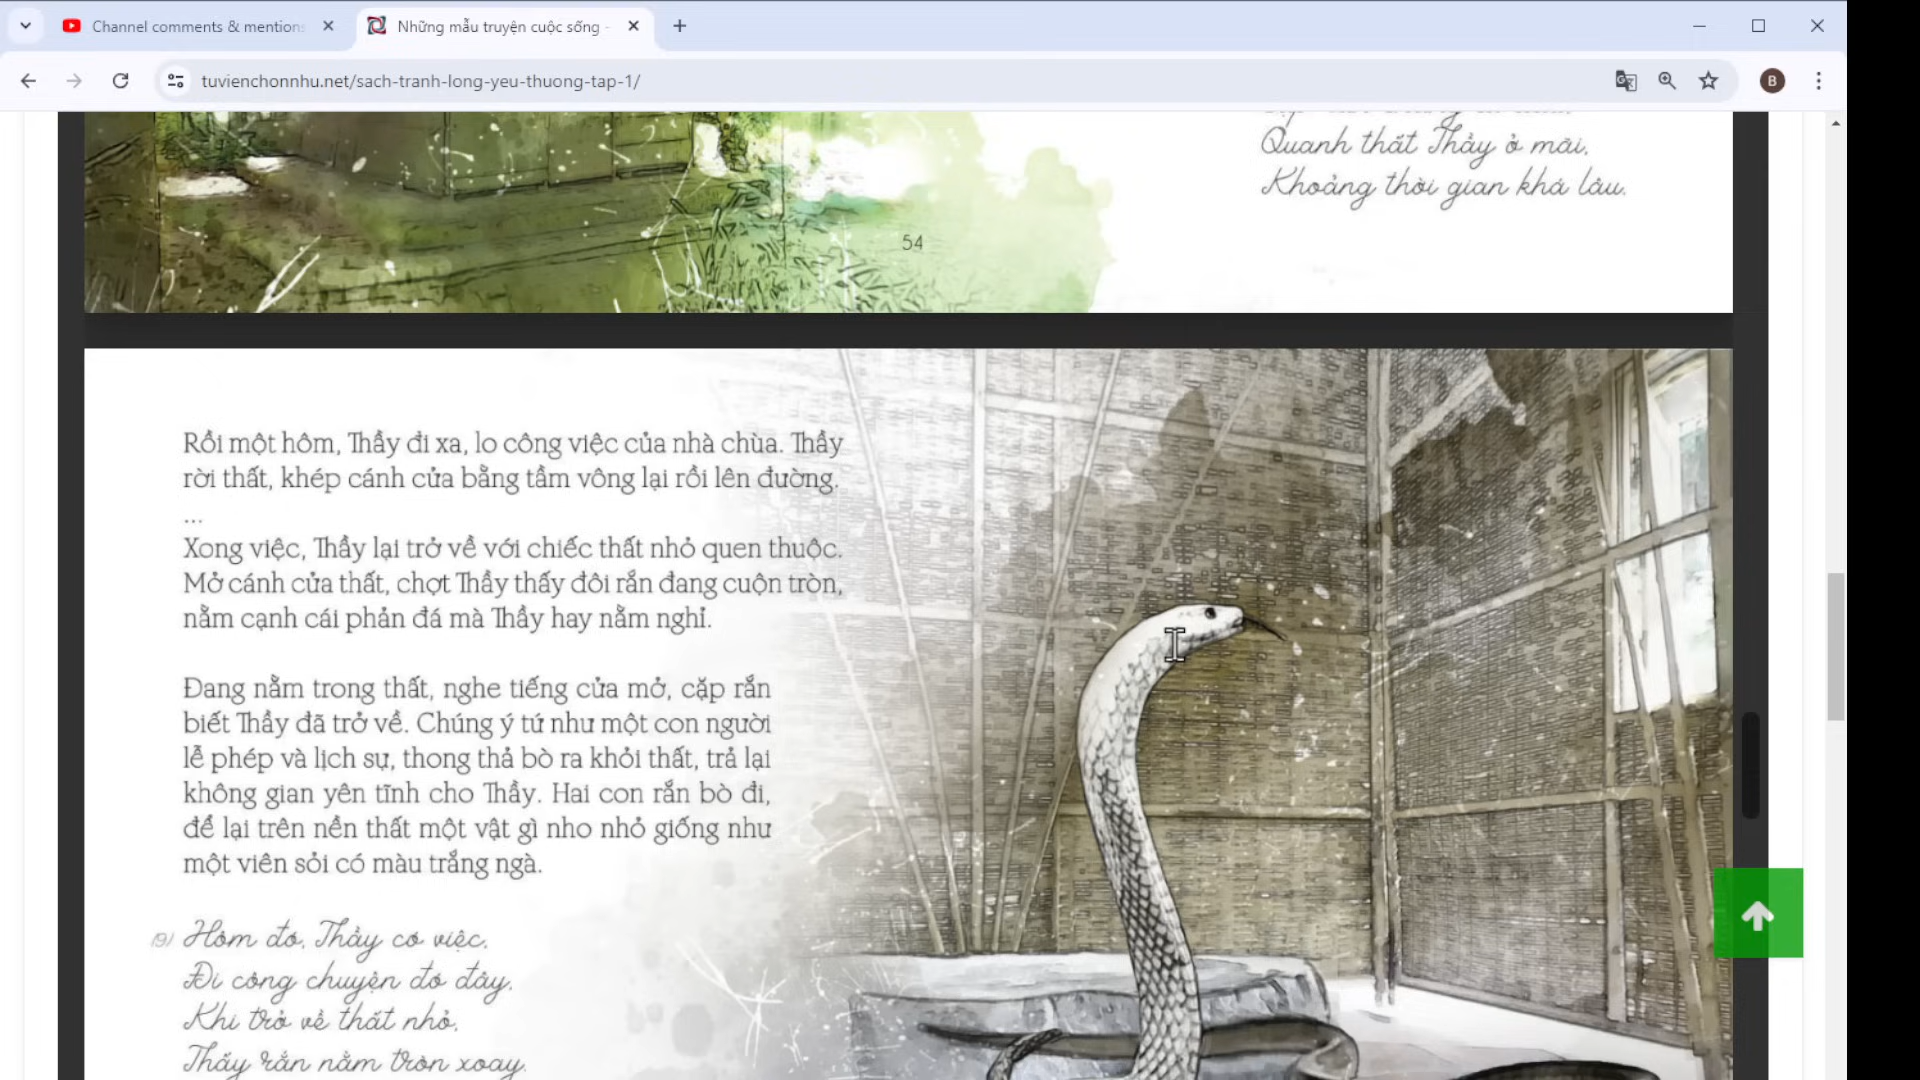 Channel comments & mentions
Những mẫu truyện cuộc sống -
tuvienchonnhu.net/sach-tranh-long-yeu-thuong-tap-1/
B
Quanh thất Thầy ở mãi,
Khoảng thời gian khá lâu.
54
Rồi một hôm, Thầy đi xa, lo công việc của nhà chùa. Thầy
rời thất, khép cánh cửa bằng tầm vông lại rồi lên đường.
...
Xong việc, Thầy lại trở về với chiếc thất nhỏ quen thuộc.
Mở cánh cửa thất, chợt Thầy thấy đôi rắn đang cuộn tròn,
nằm cạnh cái phản đá mà Thầy hay nằm nghỉ.
Đang nằm trong thất, nghe tiếng cửa mở, cặp rắn
biết Thầy đã trở về. Chúng ý tứ như một con người
lễ phép và lịch sự, thong thả bò ra khỏi thất, trả lại
không gian yên tĩnh cho Thầy. Hai con rắn bò đi,
để lại trên nền thất một vật gì nho nhỏ giống như
một viên sỏi có màu trắng ngà.
(9) Hôm đó, Thầy có việc,
Đi công chuyện đó đây,
Khi trở về thất nhỏ,
Thấy rắn nằm tròn xoay.